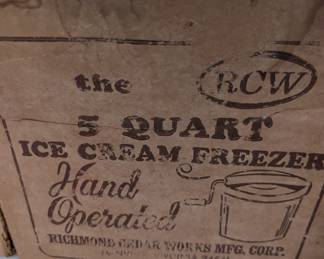 the RCW
5 QUART
ICE CREAM FREEZER
Hand
Operated
RICHMOND CEDAR WORKS MFG. CORP.